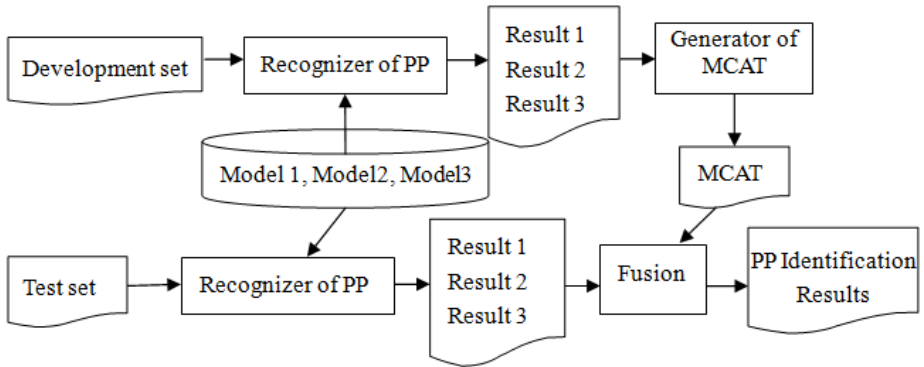 Development set
Recognizer of PP
Result 1
Result 2
Result 3
Generator of
MCAT
Model 1, Model2, Model3
MCAT
Test set
Recognizer of PP
Result 1
Result 2
Result 3
Fusion
PP Identification
Results